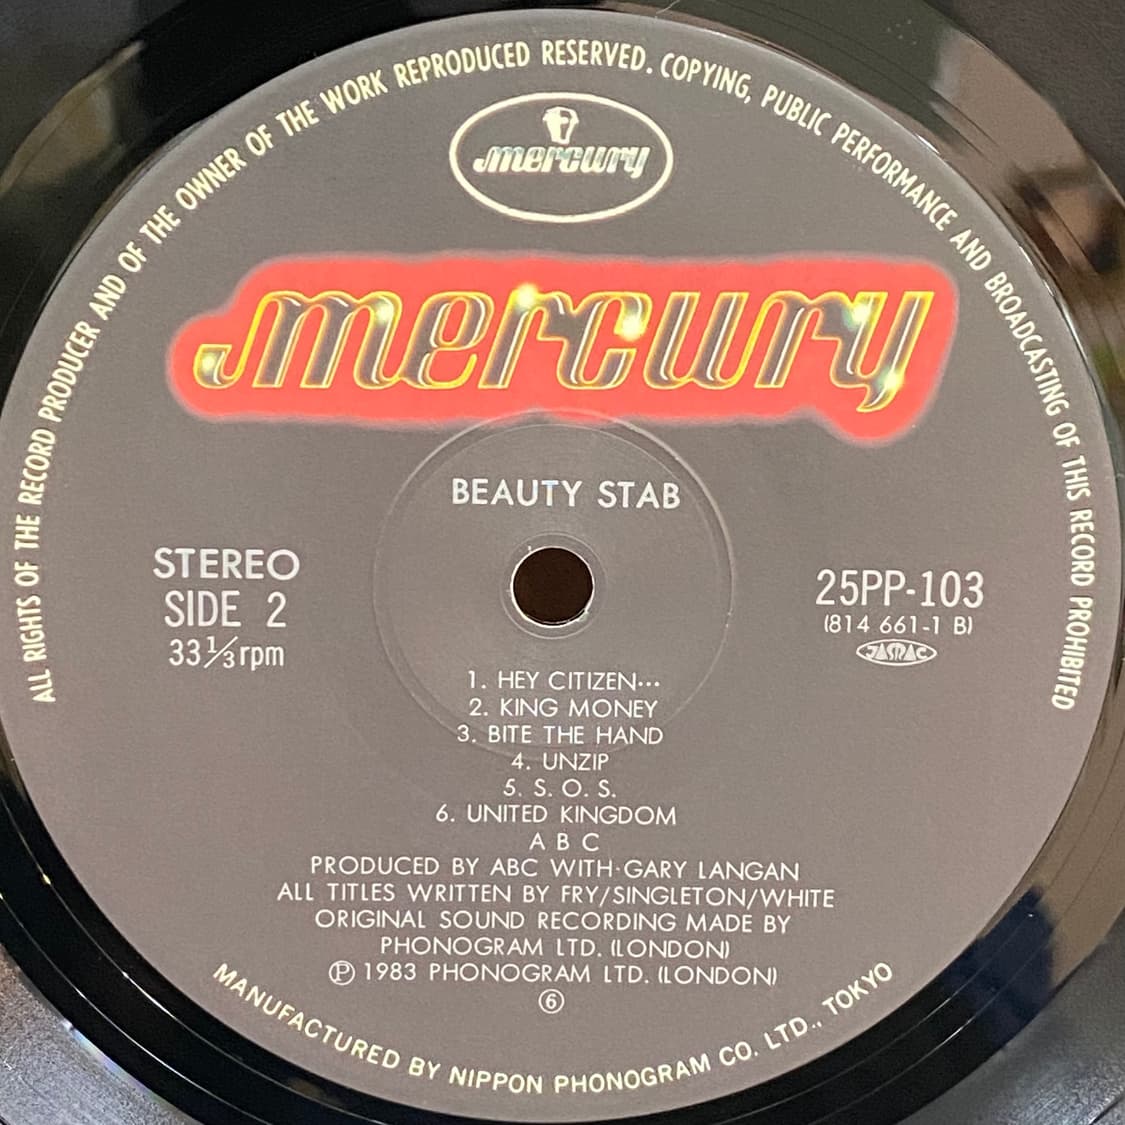 ALL RIGHTS OF THE RECORD PRODUCER AND OF THE OWNER OF THE WORK REPRODUCED RESERVED. COPYING, PUBLIC PERFORMANCE AND BROADCASTING OF THIS RECORD PROHIBITED
mercury
mercury
BEAUTY STAB
STEREO
SIDE 2
33⅓rpm
25PP-103
(814 661-1 B)
JASRAC
1. HEY CITIZEN…
2. KING MONEY
3. BITE THE HAND
4. UNZIP
5. S. O. S.
6. UNITED KINGDOM
A B C
PRODUCED BY ABC WITH·GARY LANGAN
ALL TITLES WRITTEN BY FRY/SINGLETON/WHITE
ORIGINAL SOUND RECORDING MADE BY
PHONOGRAM LTD. (LONDON)
Ⓟ 1983 PHONOGRAM LTD. (LONDON)
⑥
MANUFACTURED BY NIPPON PHONOGRAM CO. LTD., TOKYO